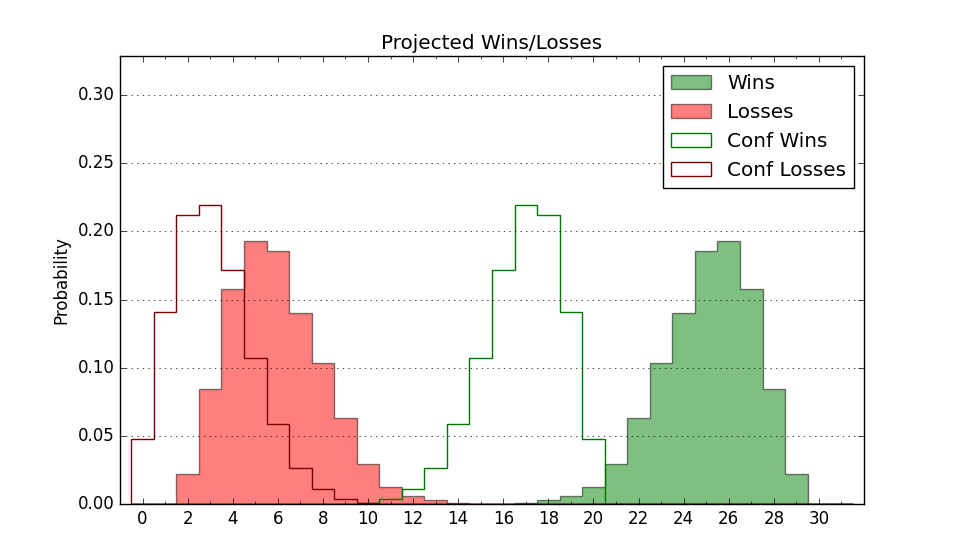 Projected Wins/Losses
Wins
Losses
Conf Wins
Conf Losses
Probability
0.30
0.25
0.20
0.15
0.10
0.05
0.00
0 2 4 6 8 10 12 14 16 18 20 22 24 26 28 30